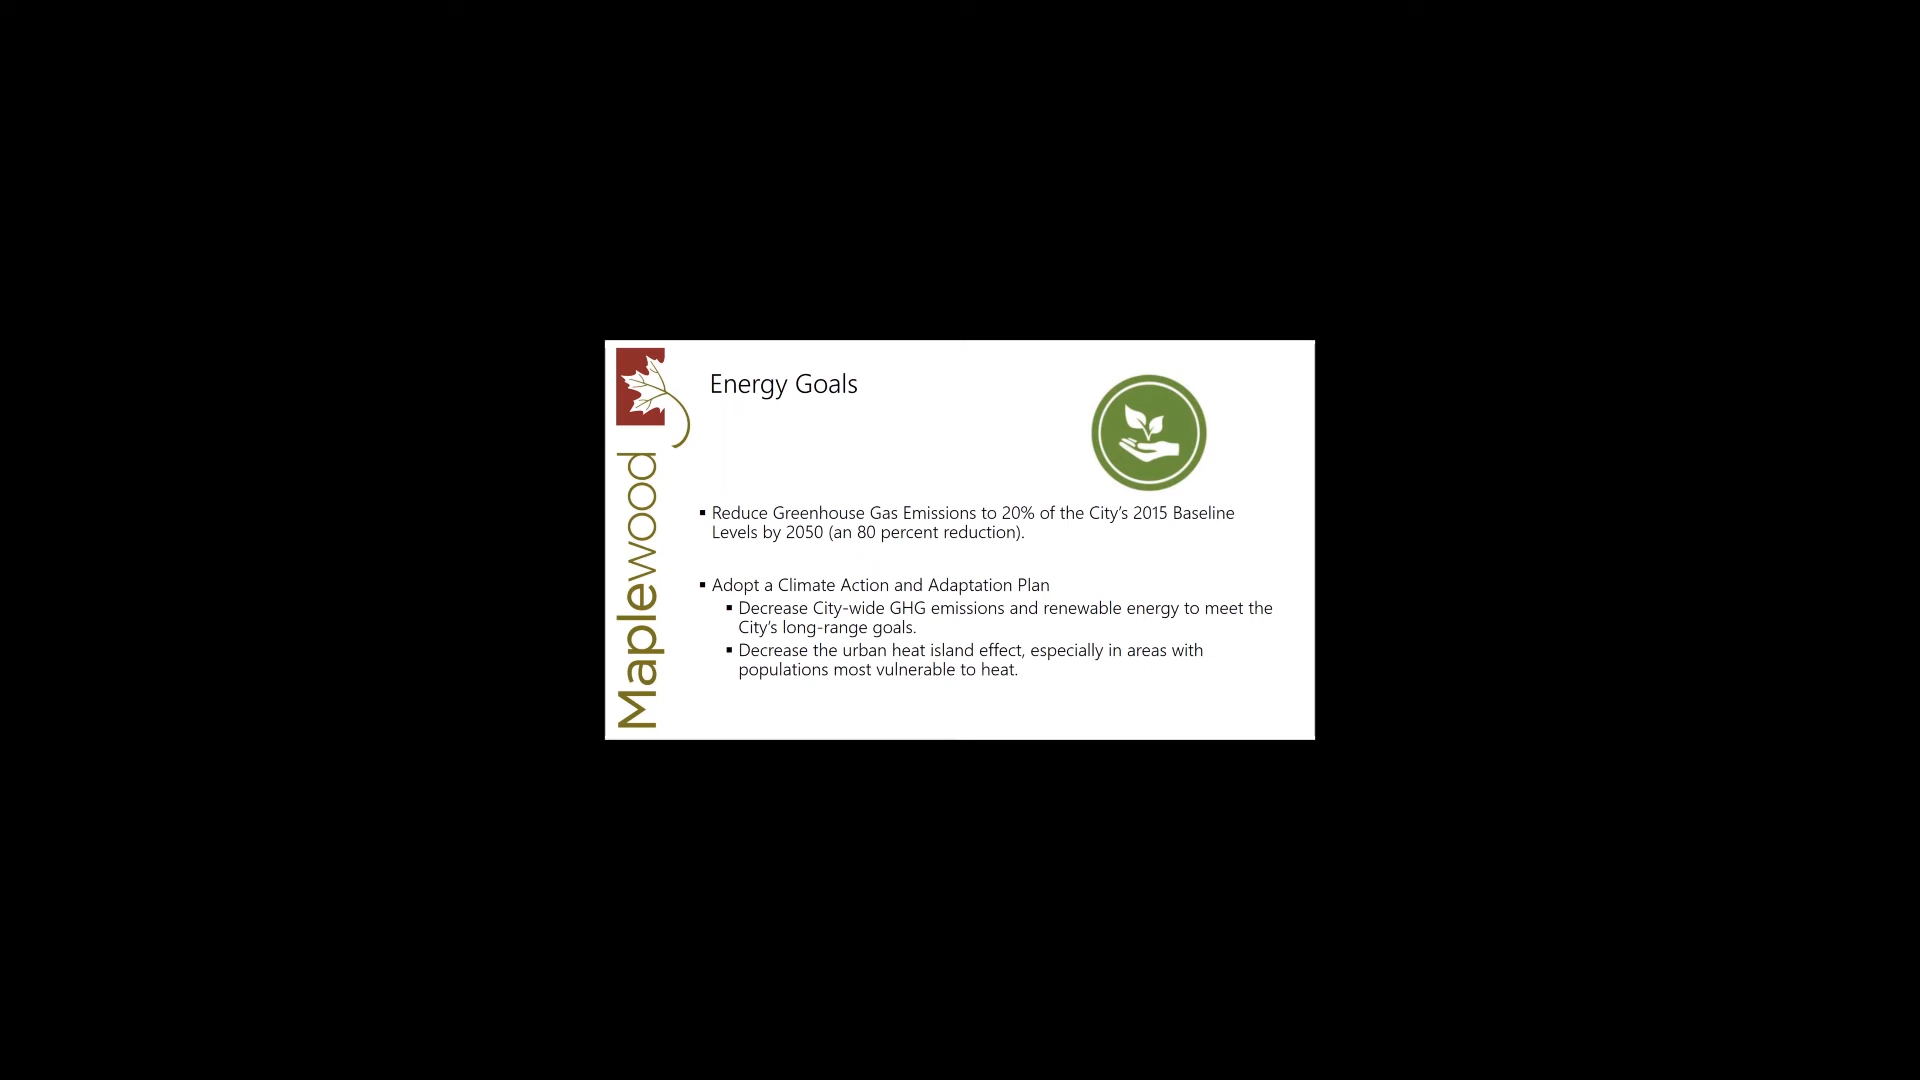 Maplewood
Energy Goals
▪ Reduce Greenhouse Gas Emissions to 20% of the City’s 2015 Baseline
Levels by 2050 (an 80 percent reduction).
▪ Adopt a Climate Action and Adaptation Plan
▪ Decrease City-wide GHG emissions and renewable energy to meet the
City’s long-range goals.
▪ Decrease the urban heat island effect, especially in areas with
populations most vulnerable to heat.